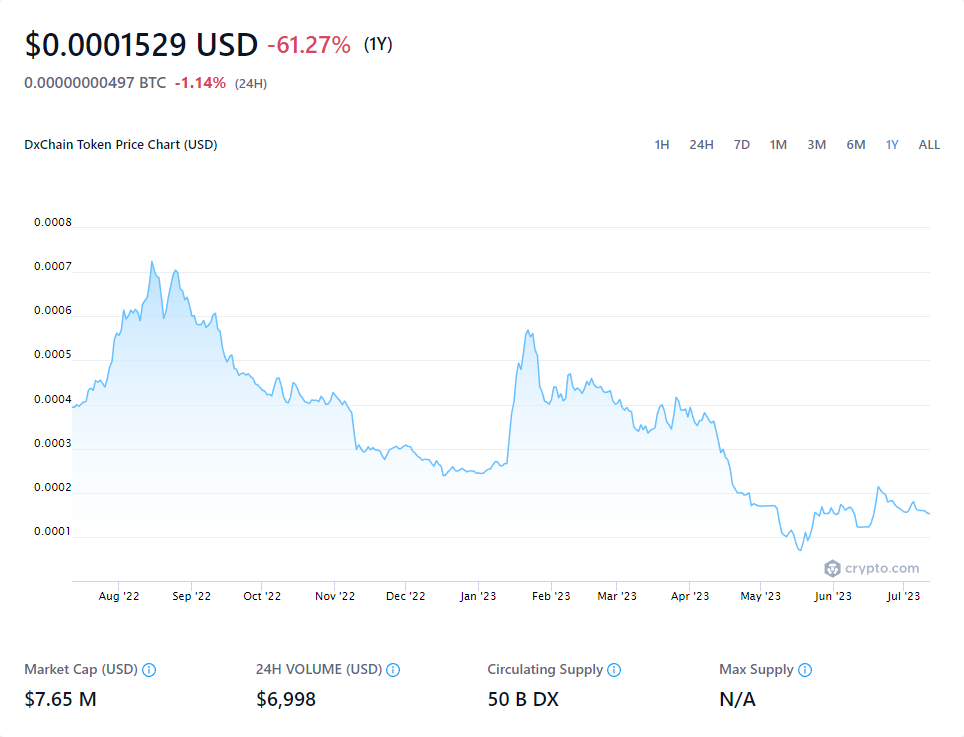 $0.0001529 USD -61.27% (1Y)
0.00000000497 BTC -1.14% (24H)
DxChain Token Price Chart (USD) 1H 24H 7D 1M 3M 6M 1Y ALL
0.0008
0.0007
0.0006
0.0005
0.0004
0.0003
0.0002
0.0001
crypto.com
Aug '22 Sep '22 Oct '22 Nov '22 Dec '22 Jan '23 Feb '23 Mar '23 Apr '23 May '23 Jun '23 Jul '23
Market Cap (USD) 24H VOLUME (USD) Circulating Supply Max Supply
$7.65 M $6,998 50 B DX N/A